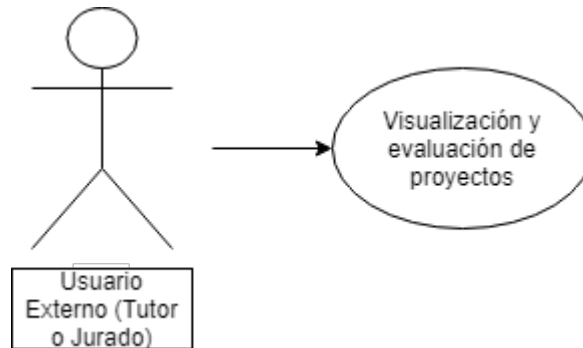 Visualización y
evaluación de
proyectos
Usuario
Externo (Tutor
o Jurado)